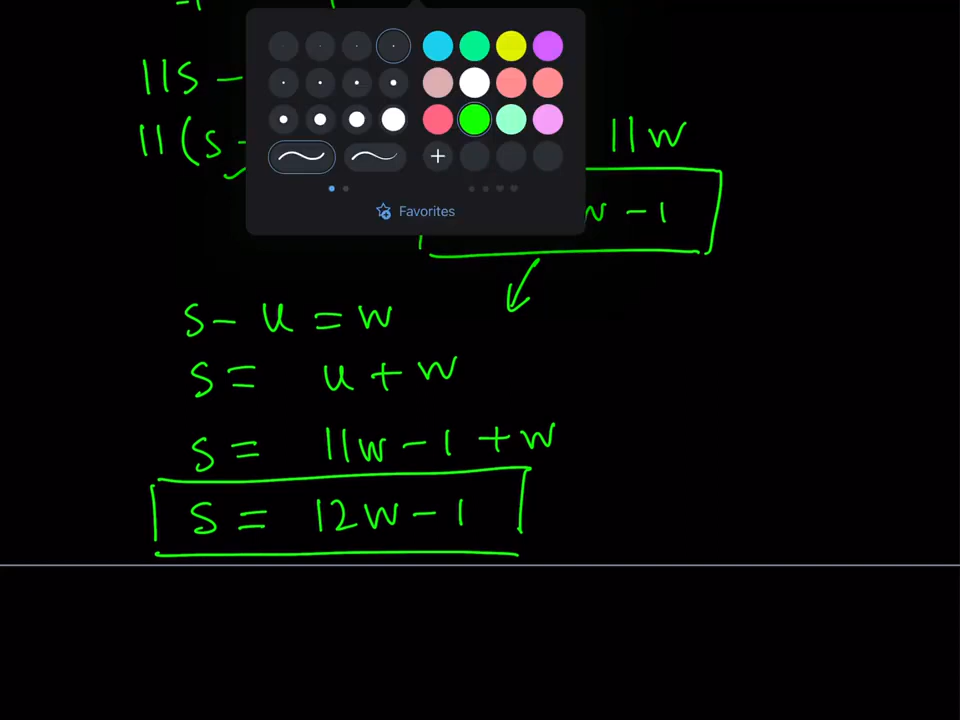 11s -
11(s - 11w
w - 1
Favorites
s - u = w
s = u + w
s = 11w - 1 + w
s = 12w - 1